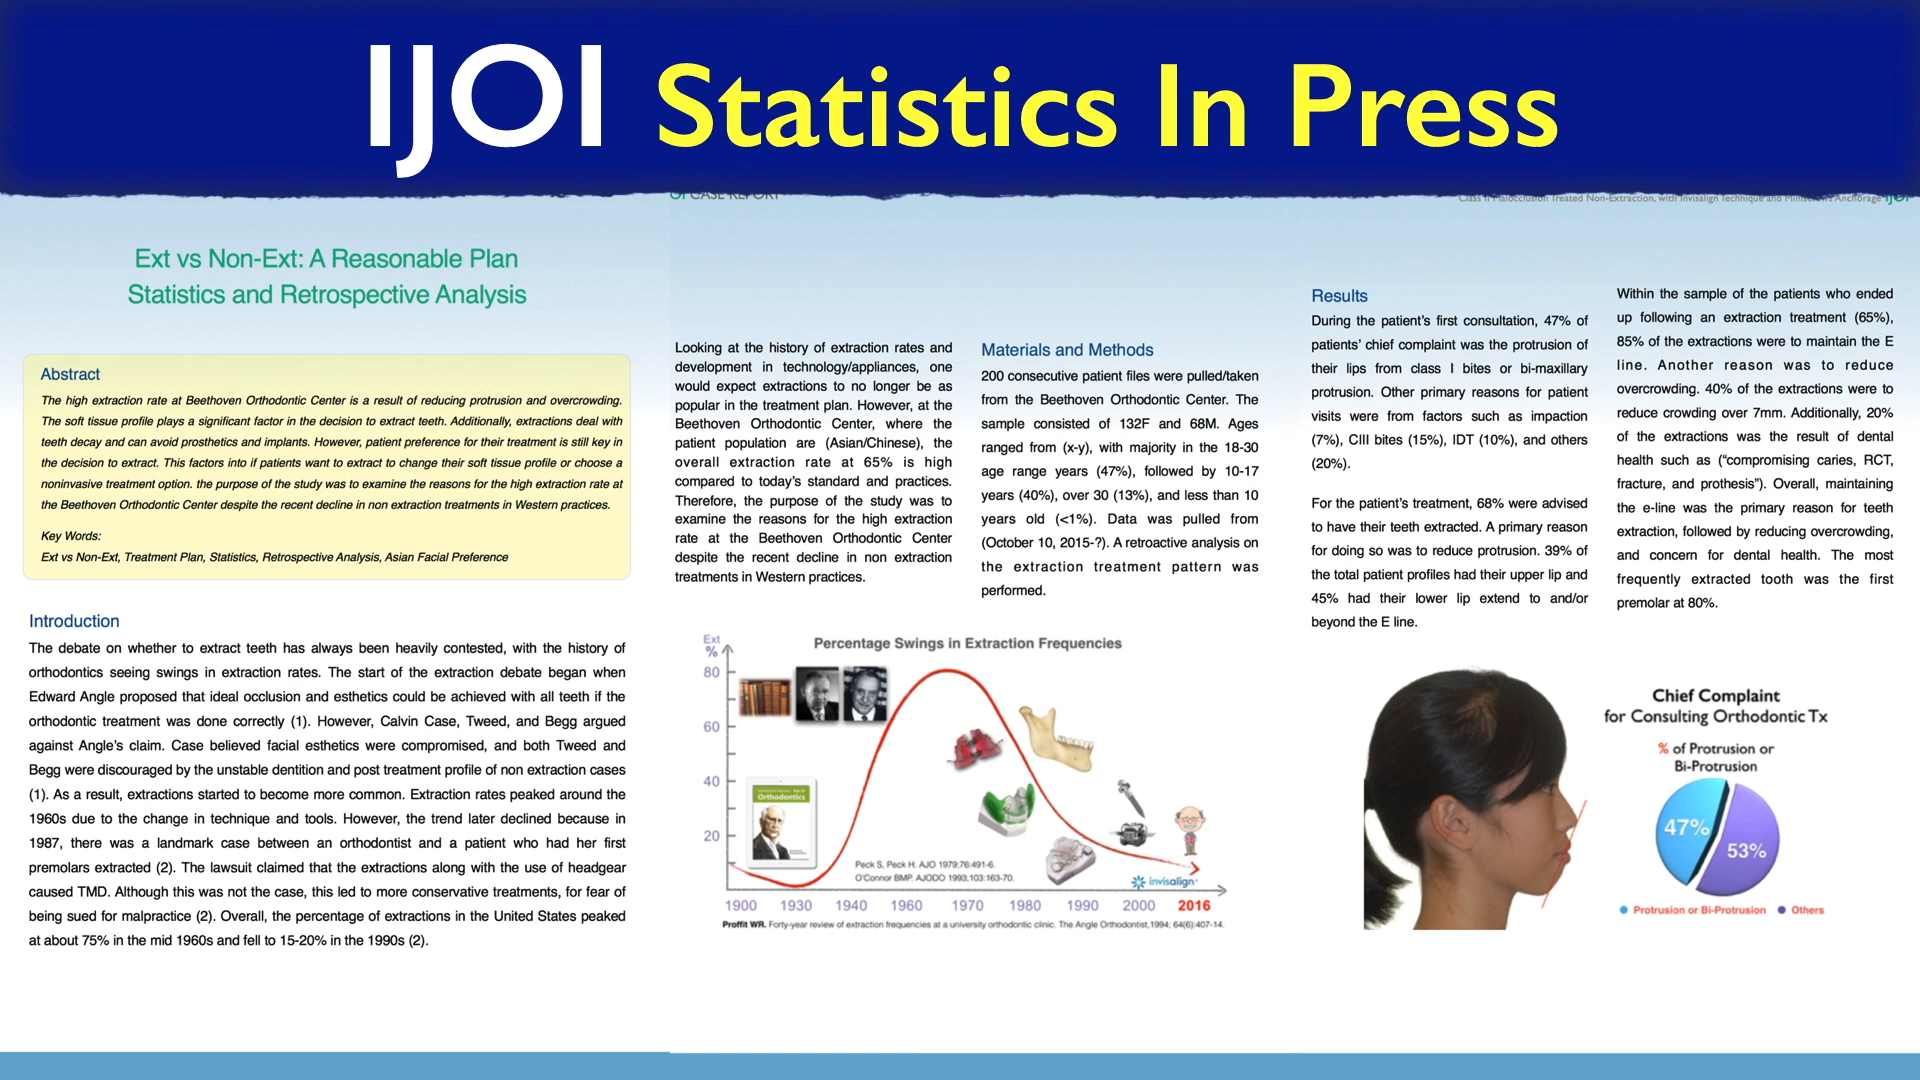 IJOI Statistics In Press
CASE REPORT
Class II Malocclusion Treated Non-Extraction, with Invisalign Technique and Miniscrews Anchorage IJOI
Ext vs Non-Ext: A Reasonable Plan
Statistics and Retrospective Analysis
Abstract
The high extraction rate at Beethoven Orthodontic Center is a result of reducing protrusion and overcrowding.
The soft tissue profile plays a significant factor in the decision to extract teeth. Additionally, extractions deal with
teeth decay and can avoid prosthetics and implants. However, patient preference for their treatment is still key in
the decision to extract. This factors into if patients want to extract to change their soft tissue profile or choose a
noninvasive treatment option. the purpose of the study was to examine the reasons for the high extraction rate at
the Beethoven Orthodontic Center despite the recent decline in non extraction treatments in Western practices.
Key Words:
Ext vs Non-Ext, Treatment Plan, Statistics, Retrospective Analysis, Asian Facial Preference
Introduction
The debate on whether to extract teeth has always been heavily contested, with the history of
orthodontics seeing swings in extraction rates. The start of the extraction debate began when
Edward Angle proposed that ideal occlusion and esthetics could be achieved with all teeth if the
orthodontic treatment was done correctly (1). However, Calvin Case, Tweed, and Begg argued
against Angle's claim. Case believed facial esthetics were compromised, and both Tweed and
Begg were discouraged by the unstable dentition and post treatment profile of non extraction cases
(1). As a result, extractions started to become more common. Extraction rates peaked around the
1960s due to the change in technique and tools. However, the trend later declined because in
1987, there was a landmark case between an orthodontist and a patient who had her first
premolars extracted (2). The lawsuit claimed that the extractions along with the use of headgear
caused TMD. Although this was not the case, this led to more conservative treatments, for fear of
being sued for malpractice (2). Overall, the percentage of extractions in the United States peaked
at about 75% in the mid 1960s and fell to 15-20% in the 1990s (2).
Looking at the history of extraction rates and
development in technology/appliances, one
would expect extractions to no longer be as
popular in the treatment plan. However, at the
Beethoven Orthodontic Center, where the
patient population are (Asian/Chinese), the
overall extraction rate at 65% is high
compared to today's standard and practices.
Therefore, the purpose of the study was to
examine the reasons for the high extraction
rate at the Beethoven Orthodontic Center
despite the recent decline in non extraction
treatments in Western practices.
Materials and Methods
200 consecutive patient files were pulled/taken
from the Beethoven Orthodontic Center. The
sample consisted of 132F and 68M. Ages
ranged from (x-y), with majority in the 18-30
age range years (47%), followed by 10-17
years (40%), over 30 (13%), and less than 10
years old (<1%). Data was pulled from
(October 10, 2015-?). A retroactive analysis on
the extraction treatment pattern was
performed.
Percentage Swings in Extraction Frequencies
Ext
%
80
60
40
20
Orthodontics
Peck S, Peck H. AJO 1979;76:491-6.
O'Connor BMP. AJODO 1993;103:163-70.
invisalign
1900 1930 1940 1960 1970 1980 1990 2000 2016
Proffit WR. Forty-year review of extraction frequencies at a university orthodontic clinic. The Angle Orthodontist,1994; 64(6):407-14.
Results
During the patient's first consultation, 47% of
patients' chief complaint was the protrusion of
their lips from class I bites or bi-maxillary
protrusion. Other primary reasons for patient
visits were from factors such as impaction
(7%), CIII bites (15%), IDT (10%), and others
(20%).
For the patient's treatment, 68% were advised
to have their teeth extracted. A primary reason
for doing so was to reduce protrusion. 39% of
the total patient profiles had their upper lip and
45% had their lower lip extend to and/or
beyond the E line.
Within the sample of the patients who ended
up following an extraction treatment (65%),
85% of the extractions were to maintain the E
line. Another reason was to reduce
overcrowding. 40% of the extractions were to
reduce crowding over 7mm. Additionally, 20%
of the extractions was the result of dental
health such as ("compromising caries, RCT,
fracture, and prothesis"). Overall, maintaining
the e-line was the primary reason for teeth
extraction, followed by reducing overcrowding,
and concern for dental health. The most
frequently extracted tooth was the first
premolar at 80%.
Chief Complaint
for Consulting Orthodontic Tx
% of Protrusion or
Bi-Protrusion
47%
53%
Protrusion or Bi-Protrusion Others